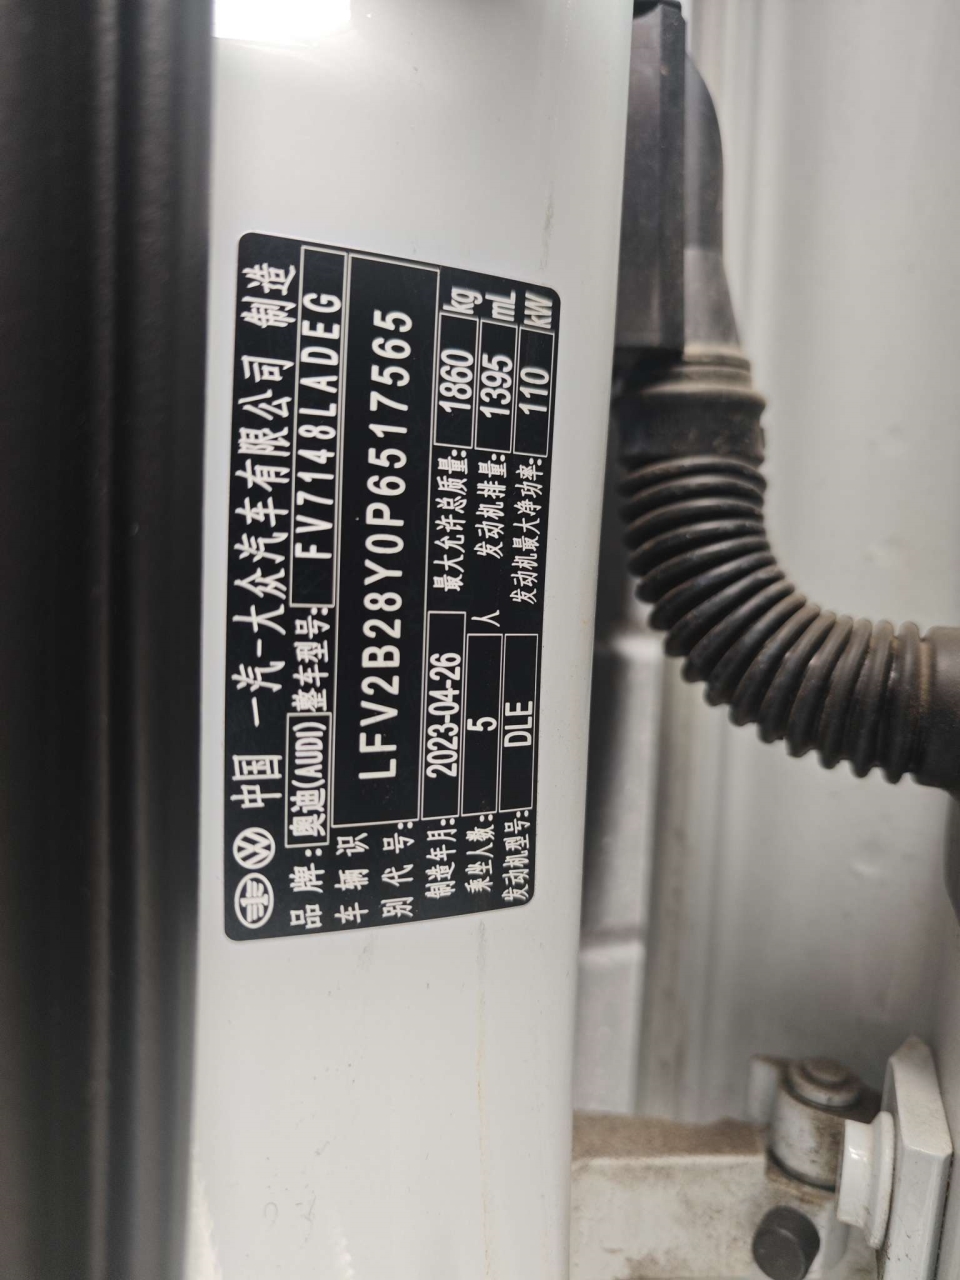 中国 一汽-大众汽车有限公司 制造
品牌: 奥迪(AUDI) 整车型号: FV7148LADEG
车辆识别代号: LFV2B28Y0P6517565
制造年月: 2023-04-26 最大允许总质量: 1860 kg
乘坐人数: 5 人 发动机排量: 1395 mL
发动机型号: DLE 发动机最大净功率: 110 kW